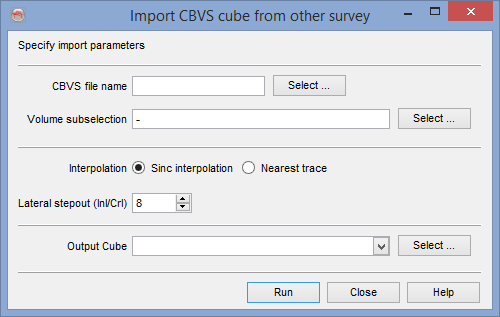 Import CBVS cube from other survey
Specify import parameters
CBVS file name Select ...
Volume subselection - Select ...
Interpolation Sinc interpolation Nearest trace
Lateral stepout (Inl/Crl) 8
Output Cube Select ...
Run Close Help